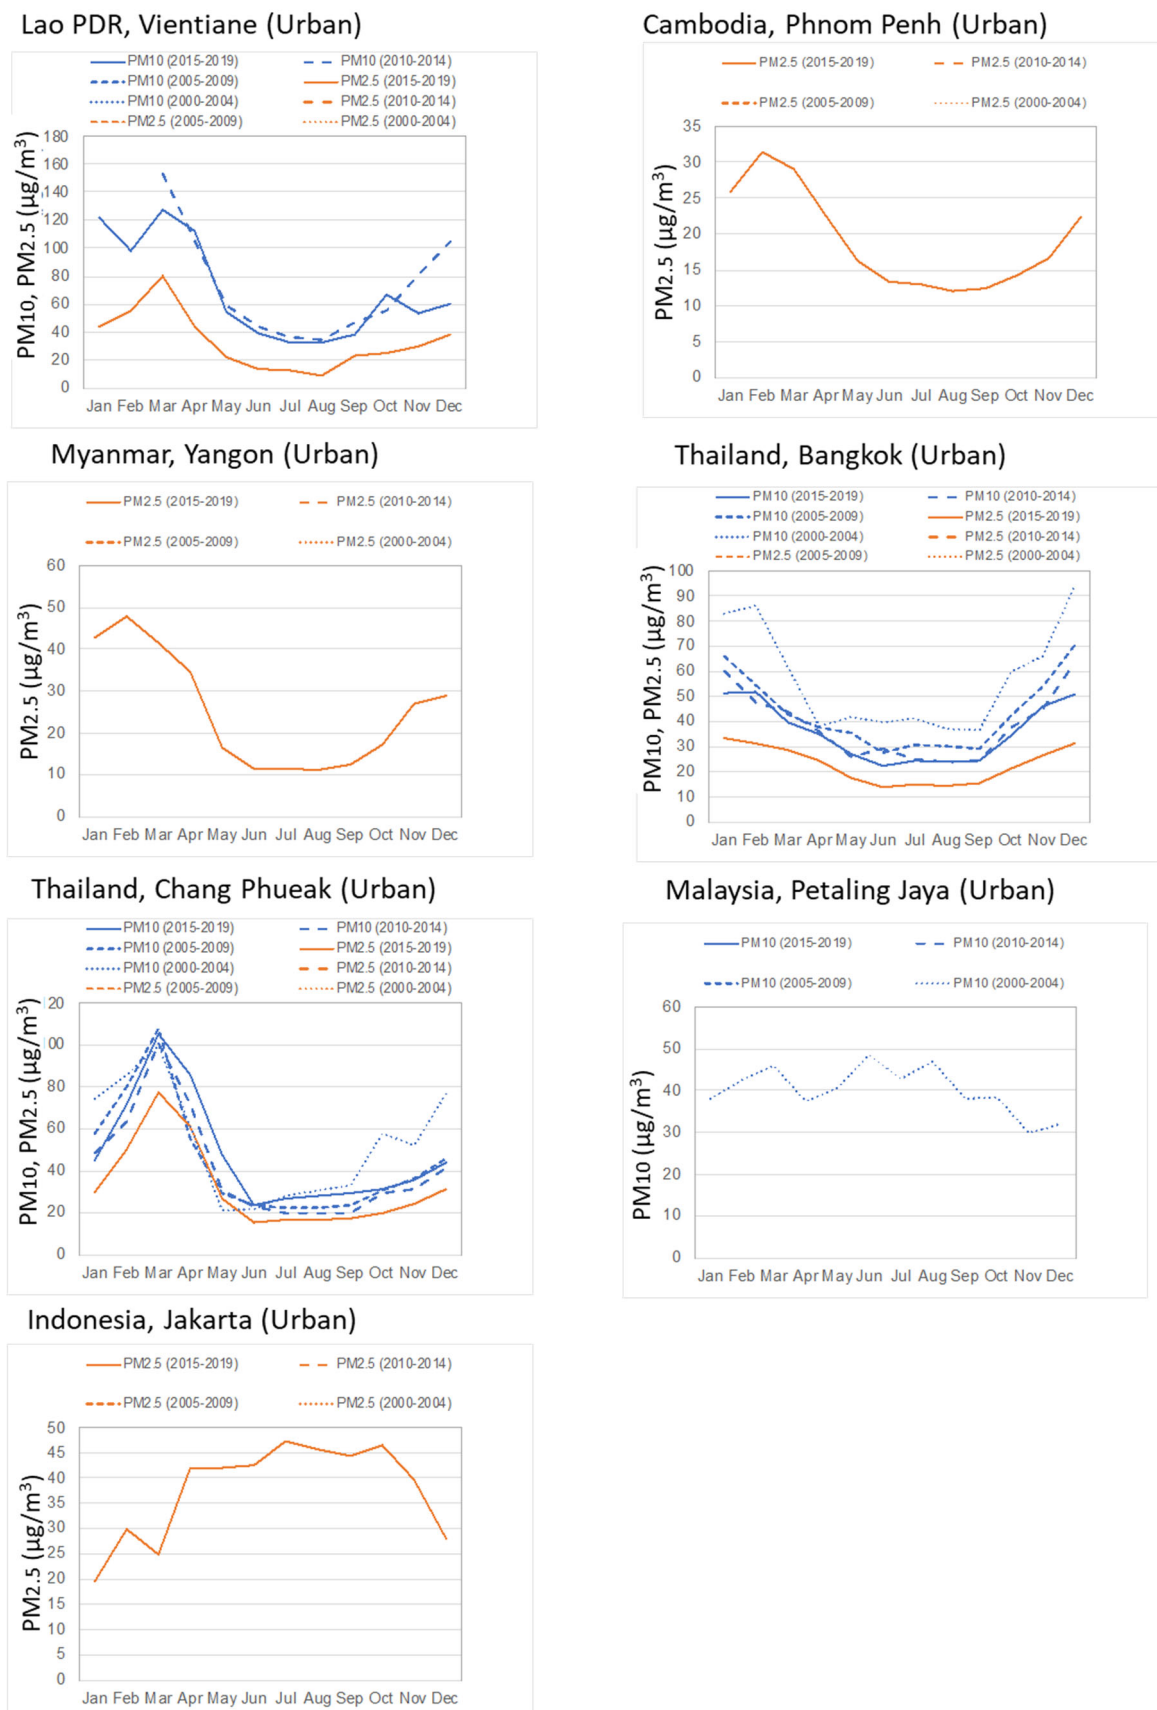 Lao PDR, Vientiane (Urban)
PM10 (2015-2019) PM10 (2010-2014)
PM10 (2005-2009) PM2.5 (2015-2019)
PM10 (2000-2004) PM2.5 (2010-2014)
PM2.5 (2005-2009) PM2.5 (2000-2004)
PM10, PM2.5 (µg/m3)
180
160
140
120
100
80
60
40
20
0
Jan Feb Mar Apr May Jun Jul Aug Sep Oct Nov Dec
Cambodia, Phnom Penh (Urban)
PM2.5 (2015-2019) PM2.5 (2010-2014)
PM2.5 (2005-2009) PM2.5 (2000-2004)
PM2.5 (µg/m3)
35
30
25
20
15
10
5
0
Jan Feb Mar Apr May Jun Jul Aug Sep Oct Nov Dec
Myanmar, Yangon (Urban)
PM2.5 (2015-2019) PM2.5 (2010-2014)
PM2.5 (2005-2009) PM2.5 (2000-2004)
PM2.5 (µg/m3)
60
50
40
30
20
10
0
Jan Feb Mar Apr May Jun Jul Aug Sep Oct Nov Dec
Thailand, Bangkok (Urban)
PM10 (2015-2019) PM10 (2010-2014)
PM10 (2005-2009) PM2.5 (2015-2019)
PM10 (2000-2004) PM2.5 (2010-2014)
PM2.5 (2005-2009) PM2.5 (2000-2004)
PM10, PM2.5 (µg/m3)
100
90
80
70
60
50
40
30
20
10
0
Jan Feb Mar Apr May Jun Jul Aug Sep Oct Nov Dec
Thailand, Chang Phueak (Urban)
PM10 (2015-2019) PM10 (2010-2014)
PM10 (2005-2009) PM2.5 (2015-2019)
PM10 (2000-2004) PM2.5 (2010-2014)
PM2.5 (2005-2009) PM2.5 (2000-2004)
PM10, PM2.5 (µg/m3)
20
00
80
60
40
20
0
Jan Feb Mar Apr May Jun Jul Aug Sep Oct Nov Dec
Malaysia, Petaling Jaya (Urban)
PM10 (2015-2019) PM10 (2010-2014)
PM10 (2005-2009) PM10 (2000-2004)
PM10 (µg/m3)
60
50
40
30
20
10
0
Jan Feb Mar Apr May Jun Jul Aug Sep Oct Nov Dec
Indonesia, Jakarta (Urban)
PM2.5 (2015-2019) PM2.5 (2010-2014)
PM2.5 (2005-2009) PM2.5 (2000-2004)
PM2.5 (µg/m3)
50
45
40
35
30
25
20
15
10
5
0
Jan Feb Mar Apr May Jun Jul Aug Sep Oct Nov Dec